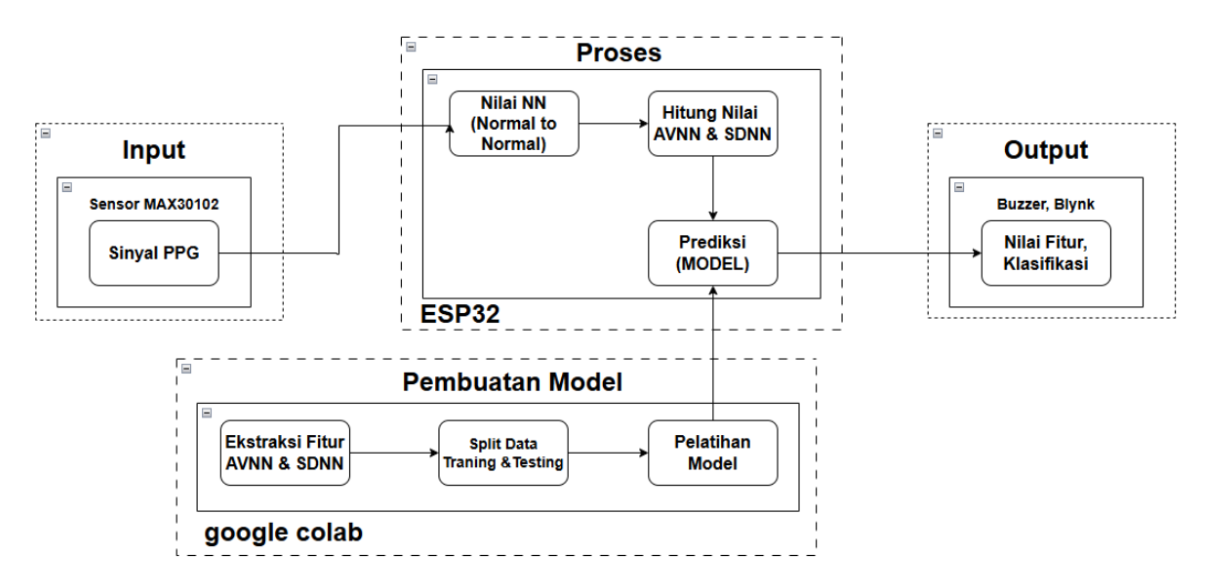 Proses
Nilai NN
(Normal to
Normal)
Hitung Nilai
AVNN & SDNN
Prediksi
(MODEL)
ESP32
Input
Sensor MAX30102
Sinyal PPG
Output
Buzzer, Blynk
Nilai Fitur,
Klasifikasi
Pembuatan Model
Ekstraksi Fitur
AVNN & SDNN
Split Data
Traning &Testing
Pelatihan
Model
google colab